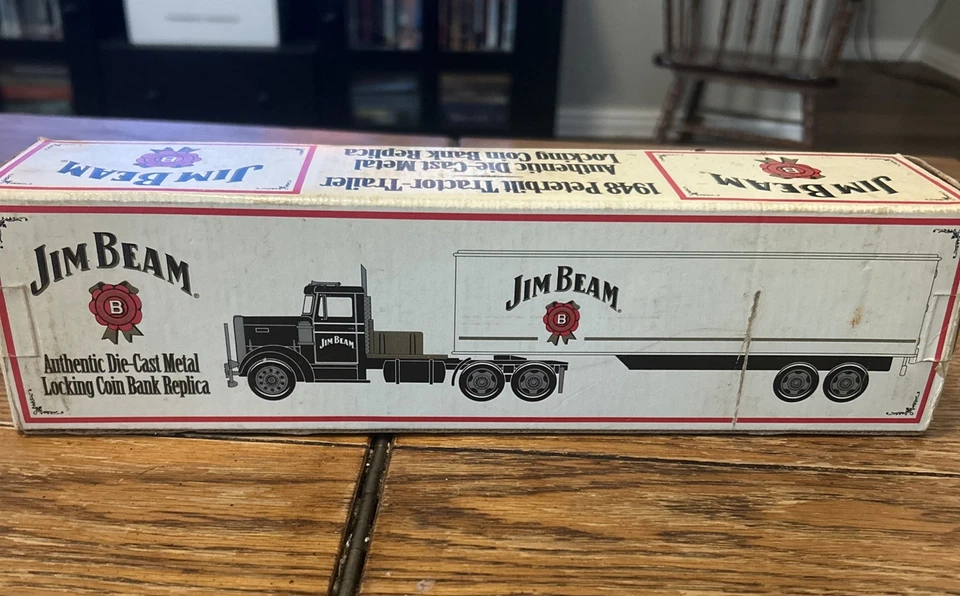 JIM BEAM
B
1948 Peterbilt Tractor-Trailer
Authentic Die-Cast Metal
Locking Coin Bank Replica
JIM BEAM
B
JIM BEAM
B
Authentic Die-Cast Metal
Locking Coin Bank Replica
JIM BEAM
JIM BEAM
B